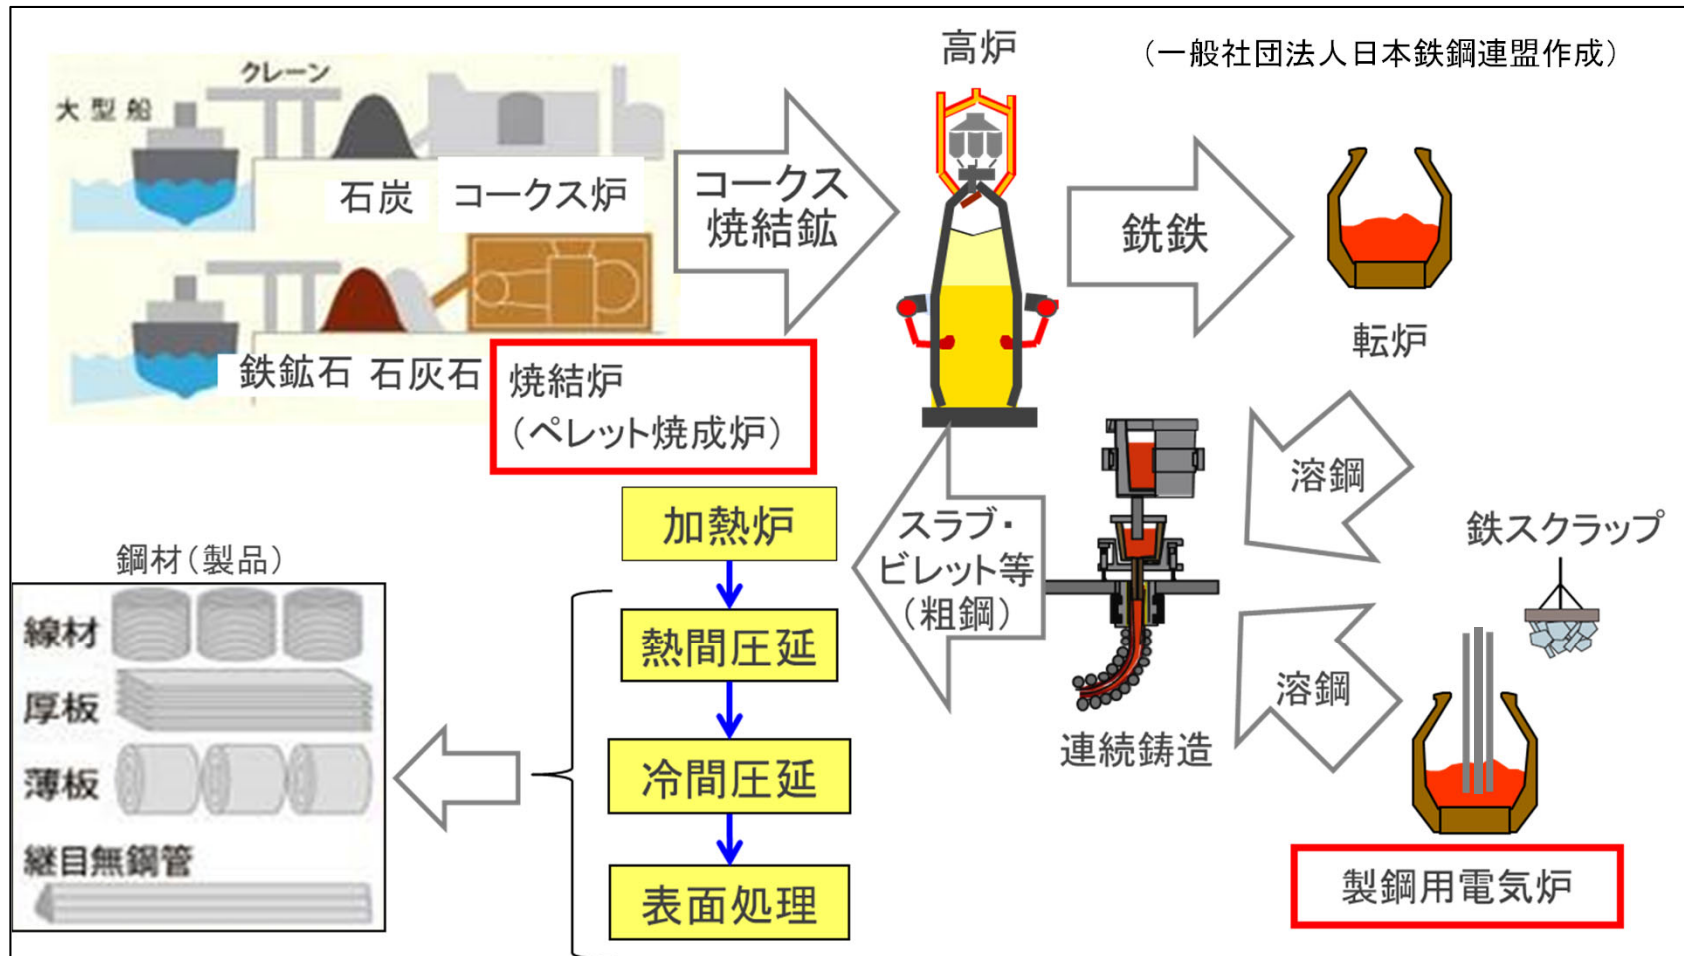 （一般社団法人日本鉄鋼連盟作成）
クレーン
大型船
石炭
コークス炉
鉄鉱石
石灰石
焼結炉
（ペレット焼成炉）
コークス
焼結鉱
高炉
銑鉄
転炉
溶鋼
鉄スクラップ
溶鋼
製鋼用電気炉
連続鋳造
スラブ・
ビレット等
（粗鋼）
加熱炉
熱間圧延
冷間圧延
表面処理
鋼材（製品）
線材
厚板
薄板
継目無鋼管